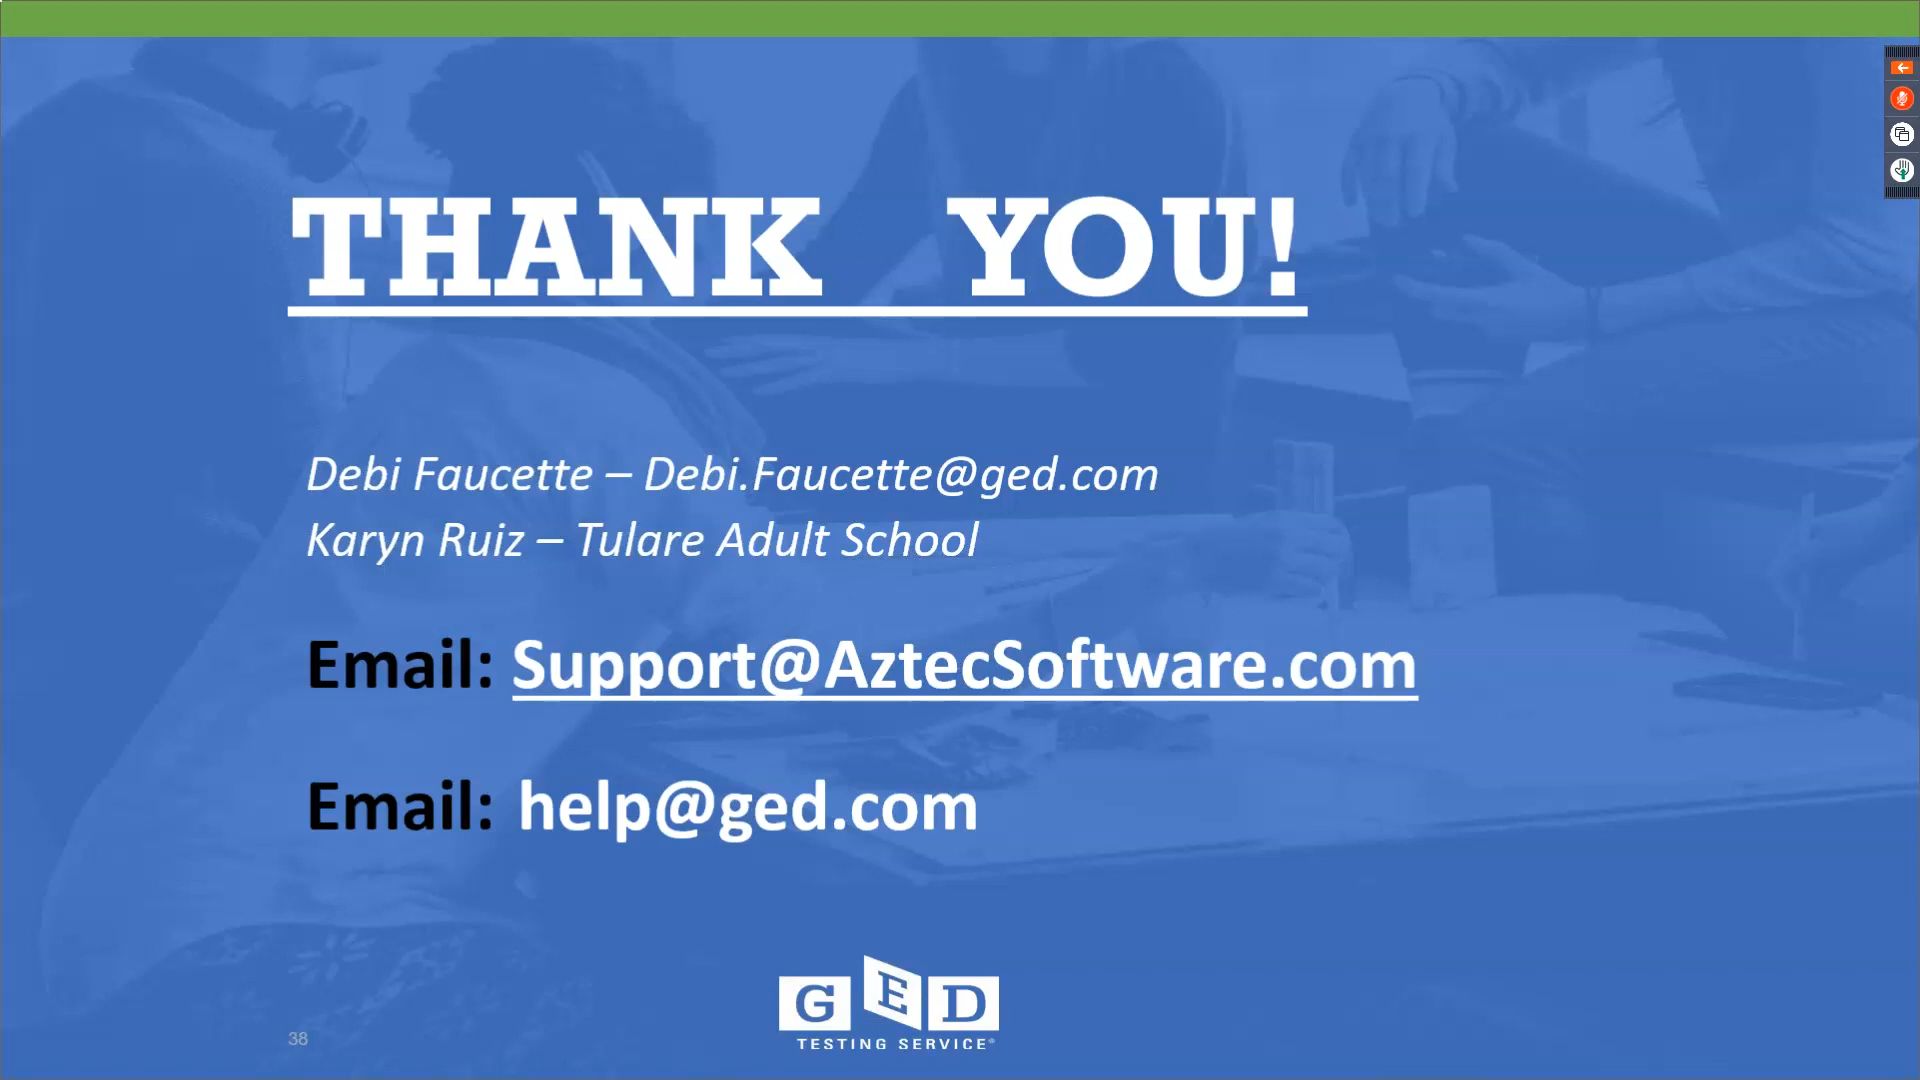 THANK YOU!
Debi Faucette – Debi.Faucette@ged.com
Karyn Ruiz – Tulare Adult School
Email: Support@AztecSoftware.com
Email: help@ged.com
GED
TESTING SERVICE®
38